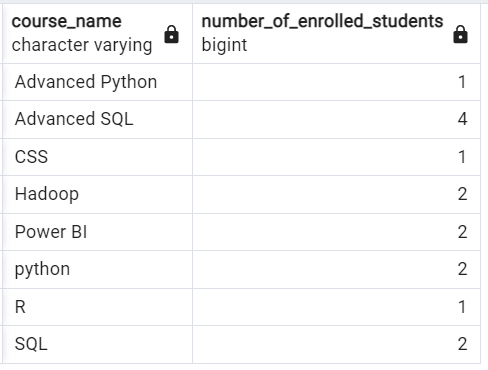 course_name number_of_enrolled_students
character varying bigint
Advanced Python 1
Advanced SQL 4
CSS 1
Hadoop 2
Power BI 2
python 2
R 1
SQL 2